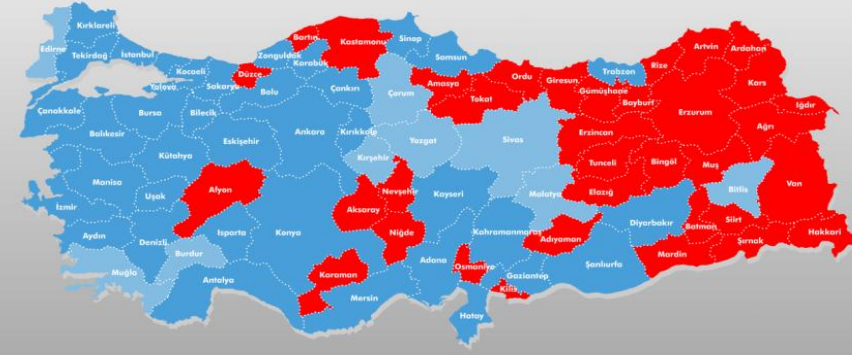 Kırklareli
Edirne
Tekirdağ
İstanbul
Kocaeli
Yalova
Sakarya
Düzce
Zonguldak
Bartın
Karabük
Kastamonu
Sinop
Samsun
Bolu
Çankırı
Çorum
Amasya
Tokat
Ordu
Giresun
Trabzon
Gümüşhane
Bayburt
Rize
Artvin
Ardahan
Kars
Iğdır
Ağrı
Erzurum
Erzincan
Çanakkale
Balıkesir
Bursa
Bilecik
Eskişehir
Ankara
Kırıkkale
Kırşehir
Yozgat
Sivas
Tunceli
Bingöl
Muş
Van
Kütahya
Manisa
Uşak
Afyon
İzmir
Aydın
Denizli
Isparta
Burdur
Muğla
Antalya
Konya
Aksaray
Nevşehir
Niğde
Kayseri
Malatya
Elazığ
Bitlis
Diyarbakır
Batman
Siirt
Şırnak
Hakkari
Mardin
Şanlıurfa
Adıyaman
Kahramanmaraş
Gaziantep
Kilis
Osmaniye
Adana
Karaman
Mersin
Hatay